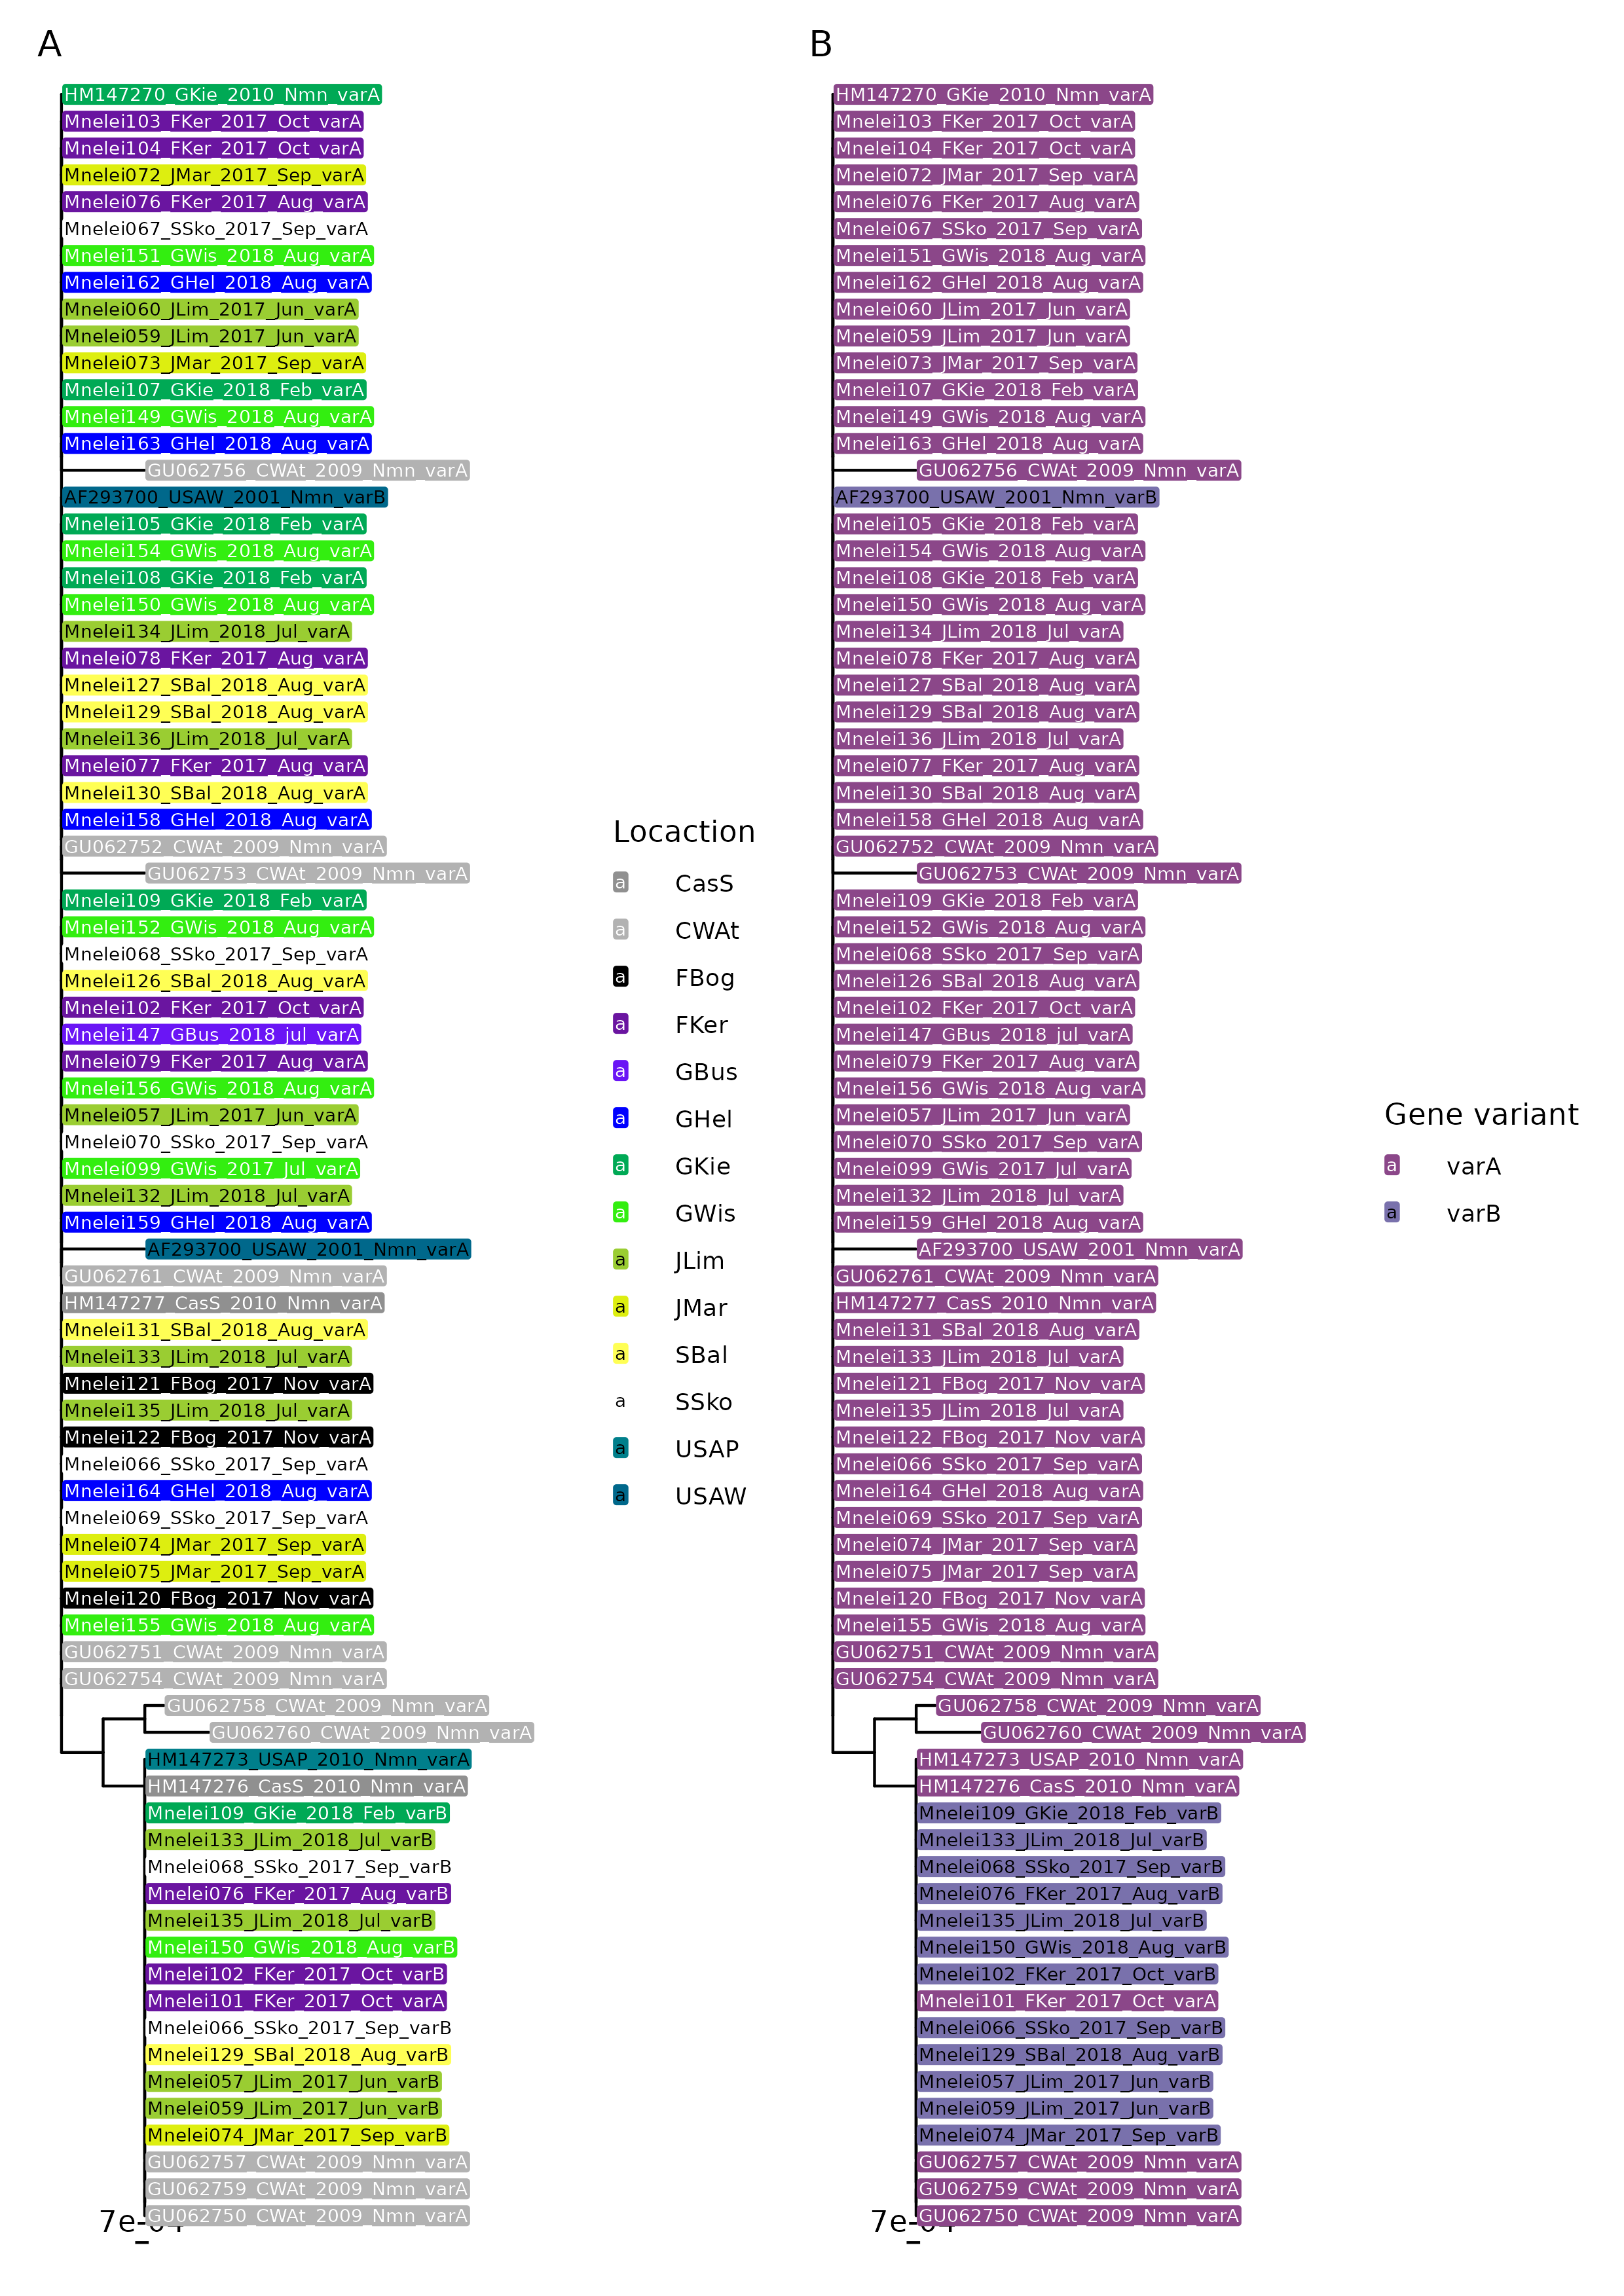 A
HM147270_GKie_2010_Nmn_varA
Mnelei103_FKer_2017_Oct_varA
Mnelei104_FKer_2017_Oct_varA
Mnelei072_JMar_2017_Sep_varA
Mnelei076_FKer_2017_Aug_varA
Mnelei067_SSko_2017_Sep_varA
Mnelei151_GWis_2018_Aug_varA
Mnelei162_GHel_2018_Aug_varA
Mnelei060_JLim_2017_Jun_varA
Mnelei059_JLim_2017_Jun_varA
Mnelei073_JMar_2017_Sep_varA
Mnelei107_GKie_2018_Feb_varA
Mnelei149_GWis_2018_Aug_varA
Mnelei163_GHel_2018_Aug_varA
GU062756_CWAt_2009_Nmn_varA
AF293700_USAW_2001_Nmn_varB
Mnelei105_GKie_2018_Feb_varA
Mnelei154_GWis_2018_Aug_varA
Mnelei108_GKie_2018_Feb_varA
Mnelei150_GWis_2018_Aug_varA
Mnelei134_JLim_2018_Jul_varA
Mnelei078_FKer_2017_Aug_varA
Mnelei127_SBal_2018_Aug_varA
Mnelei129_SBal_2018_Aug_varA
Mnelei136_JLim_2018_Jul_varA
Mnelei077_FKer_2017_Aug_varA
Mnelei130_SBal_2018_Aug_varA
Mnelei158_GHel_2018_Aug_varA
GU062752_CWAt_2009_Nmn_varA
GU062753_CWAt_2009_Nmn_varA
Mnelei109_GKie_2018_Feb_varA
Mnelei152_GWis_2018_Aug_varA
Mnelei068_SSko_2017_Sep_varA
Mnelei126_SBal_2018_Aug_varA
Mnelei102_FKer_2017_Oct_varA
Mnelei147_GBus_2018_jul_varA
Mnelei079_FKer_2017_Aug_varA
Mnelei156_GWis_2018_Aug_varA
Mnelei057_JLim_2017_Jun_varA
Mnelei070_SSko_2017_Sep_varA
Mnelei099_GWis_2017_Jul_varA
Mnelei132_JLim_2018_Jul_varA
Mnelei159_GHel_2018_Aug_varA
AF293700_USAW_2001_Nmn_varA
GU062761_CWAt_2009_Nmn_varA
HM147277_CasS_2010_Nmn_varA
Mnelei131_SBal_2018_Aug_varA
Mnelei133_JLim_2018_Jul_varA
Mnelei121_FBog_2017_Nov_varA
Mnelei135_JLim_2018_Jul_varA
Mnelei122_FBog_2017_Nov_varA
Mnelei066_SSko_2017_Sep_varA
Mnelei164_GHel_2018_Aug_varA
Mnelei069_SSko_2017_Sep_varA
Mnelei074_JMar_2017_Sep_varA
Mnelei075_JMar_2017_Sep_varA
Mnelei120_FBog_2017_Nov_varA
Mnelei155_GWis_2018_Aug_varA
GU062751_CWAt_2009_Nmn_varA
GU062754_CWAt_2009_Nmn_varA
GU062758_CWAt_2009_Nmn_varA
GU062760_CWAt_2009_Nmn_varA
HM147273_USAP_2010_Nmn_varA
HM147276_CasS_2010_Nmn_varA
Mnelei109_GKie_2018_Feb_varB
Mnelei133_JLim_2018_Jul_varB
Mnelei068_SSko_2017_Sep_varB
Mnelei076_FKer_2017_Aug_varB
Mnelei135_JLim_2018_Jul_varB
Mnelei150_GWis_2018_Aug_varB
Mnelei102_FKer_2017_Oct_varB
Mnelei101_FKer_2017_Oct_varA
Mnelei066_SSko_2017_Sep_varB
Mnelei129_SBal_2018_Aug_varB
Mnelei057_JLim_2017_Jun_varB
Mnelei059_JLim_2017_Jun_varB
Mnelei074_JMar_2017_Sep_varB
GU062757_CWAt_2009_Nmn_varA
GU062759_CWAt_2009_Nmn_varA
GU062750_CWAt_2009_Nmn_varA
7e-04
Locaction
a CasS
a CWAt
a FBog
a FKer
a GBus
a GHel
a GKie
a GWis
a JLim
a JMar
a SBal
a SSko
a USAP
a USAW
B
HM147270_GKie_2010_Nmn_varA
Mnelei103_FKer_2017_Oct_varA
Mnelei104_FKer_2017_Oct_varA
Mnelei072_JMar_2017_Sep_varA
Mnelei076_FKer_2017_Aug_varA
Mnelei067_SSko_2017_Sep_varA
Mnelei151_GWis_2018_Aug_varA
Mnelei162_GHel_2018_Aug_varA
Mnelei060_JLim_2017_Jun_varA
Mnelei059_JLim_2017_Jun_varA
Mnelei073_JMar_2017_Sep_varA
Mnelei107_GKie_2018_Feb_varA
Mnelei149_GWis_2018_Aug_varA
Mnelei163_GHel_2018_Aug_varA
GU062756_CWAt_2009_Nmn_varA
AF293700_USAW_2001_Nmn_varB
Mnelei105_GKie_2018_Feb_varA
Mnelei154_GWis_2018_Aug_varA
Mnelei108_GKie_2018_Feb_varA
Mnelei150_GWis_2018_Aug_varA
Mnelei134_JLim_2018_Jul_varA
Mnelei078_FKer_2017_Aug_varA
Mnelei127_SBal_2018_Aug_varA
Mnelei129_SBal_2018_Aug_varA
Mnelei136_JLim_2018_Jul_varA
Mnelei077_FKer_2017_Aug_varA
Mnelei130_SBal_2018_Aug_varA
Mnelei158_GHel_2018_Aug_varA
GU062752_CWAt_2009_Nmn_varA
GU062753_CWAt_2009_Nmn_varA
Mnelei109_GKie_2018_Feb_varA
Mnelei152_GWis_2018_Aug_varA
Mnelei068_SSko_2017_Sep_varA
Mnelei126_SBal_2018_Aug_varA
Mnelei102_FKer_2017_Oct_varA
Mnelei147_GBus_2018_jul_varA
Mnelei079_FKer_2017_Aug_varA
Mnelei156_GWis_2018_Aug_varA
Mnelei057_JLim_2017_Jun_varA
Mnelei070_SSko_2017_Sep_varA
Mnelei099_GWis_2017_Jul_varA
Mnelei132_JLim_2018_Jul_varA
Mnelei159_GHel_2018_Aug_varA
AF293700_USAW_2001_Nmn_varA
GU062761_CWAt_2009_Nmn_varA
HM147277_CasS_2010_Nmn_varA
Mnelei131_SBal_2018_Aug_varA
Mnelei133_JLim_2018_Jul_varA
Mnelei121_FBog_2017_Nov_varA
Mnelei135_JLim_2018_Jul_varA
Mnelei122_FBog_2017_Nov_varA
Mnelei066_SSko_2017_Sep_varA
Mnelei164_GHel_2018_Aug_varA
Mnelei069_SSko_2017_Sep_varA
Mnelei074_JMar_2017_Sep_varA
Mnelei075_JMar_2017_Sep_varA
Mnelei120_FBog_2017_Nov_varA
Mnelei155_GWis_2018_Aug_varA
GU062751_CWAt_2009_Nmn_varA
GU062754_CWAt_2009_Nmn_varA
GU062758_CWAt_2009_Nmn_varA
GU062760_CWAt_2009_Nmn_varA
HM147273_USAP_2010_Nmn_varA
HM147276_CasS_2010_Nmn_varA
Mnelei109_GKie_2018_Feb_varB
Mnelei133_JLim_2018_Jul_varB
Mnelei068_SSko_2017_Sep_varB
Mnelei076_FKer_2017_Aug_varB
Mnelei135_JLim_2018_Jul_varB
Mnelei150_GWis_2018_Aug_varB
Mnelei102_FKer_2017_Oct_varB
Mnelei101_FKer_2017_Oct_varA
Mnelei066_SSko_2017_Sep_varB
Mnelei129_SBal_2018_Aug_varB
Mnelei057_JLim_2017_Jun_varB
Mnelei059_JLim_2017_Jun_varB
Mnelei074_JMar_2017_Sep_varB
GU062757_CWAt_2009_Nmn_varA
GU062759_CWAt_2009_Nmn_varA
GU062750_CWAt_2009_Nmn_varA
7e-04
Gene variant
a varA
a varB